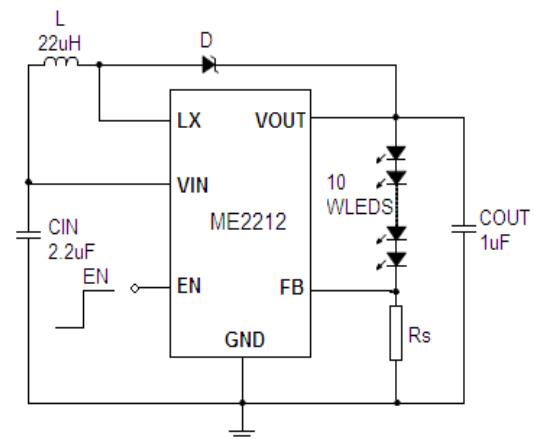 L
22uH
D
LX
VOUT
VIN
10
WLEDS
ME2212
CIN
2.2uF
COUT
1uF
EN
EN
FB
GND
Rs